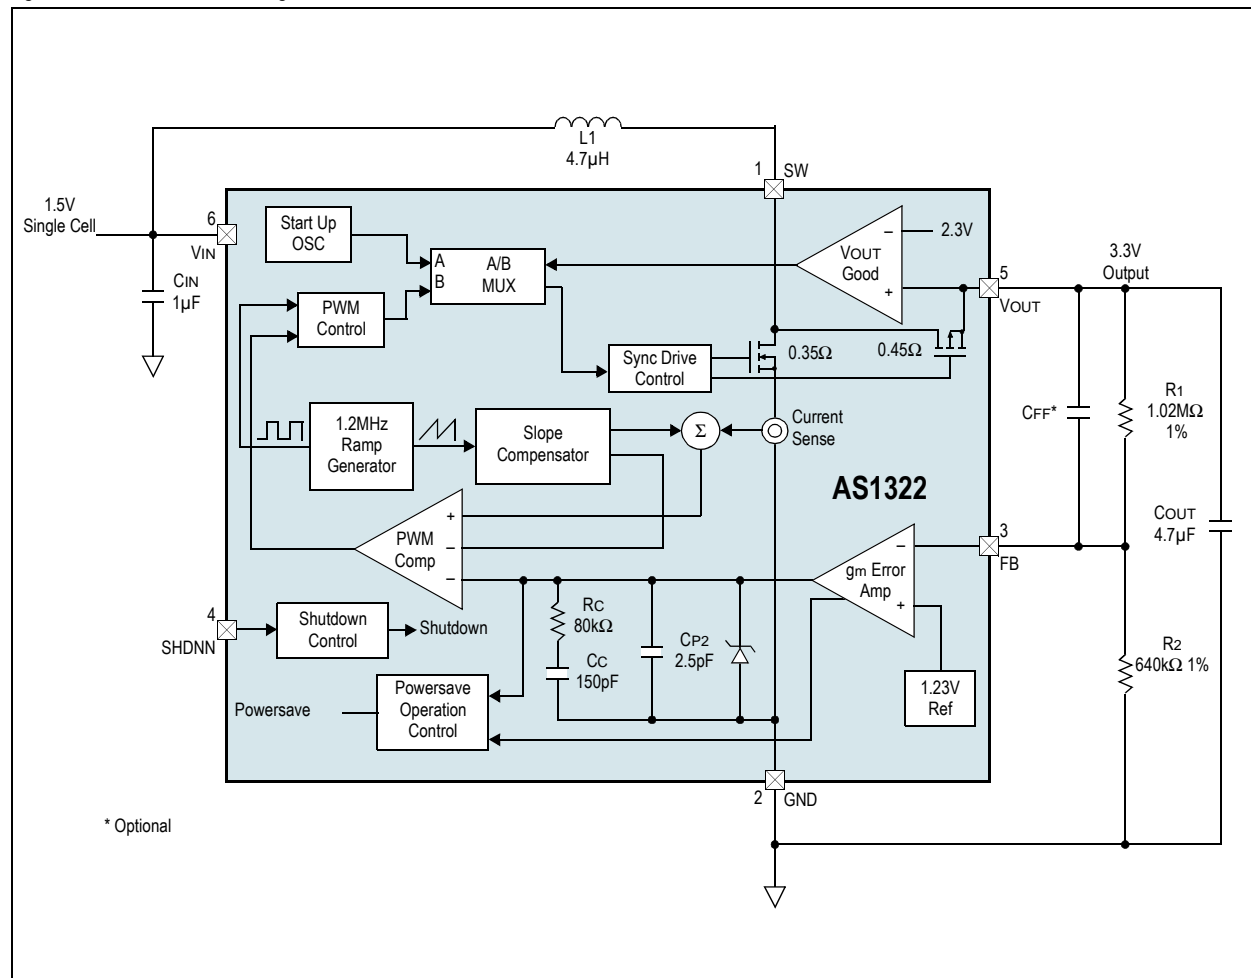 L1
4.7µH
1
SW
1.5V
Single Cell
6
VIN
CIN
1µF
Start Up
OSC
A
B
A/B
MUX
VOUT
Good
−
+
2.3V
5
VOUT
3.3V
Output
PWM
Control
Sync Drive
Control
0.35Ω
0.45Ω
R1
1.02MΩ
1%
CFF*
1.2MHz
Ramp
Generator
Slope
Compensator
Σ
Current
Sense
AS1322
COUT
4.7µF
PWM
Comp
+
−
−
gm Error
Amp
−
+
3
FB
4
SHDNN
Shutdown
Control
Shutdown
RC
80kΩ
CC
150pF
CP2
2.5pF
R2
640kΩ 1%
1.23V
Ref
Powersave
Powersave
Operation
Control
2
GND
* Optional